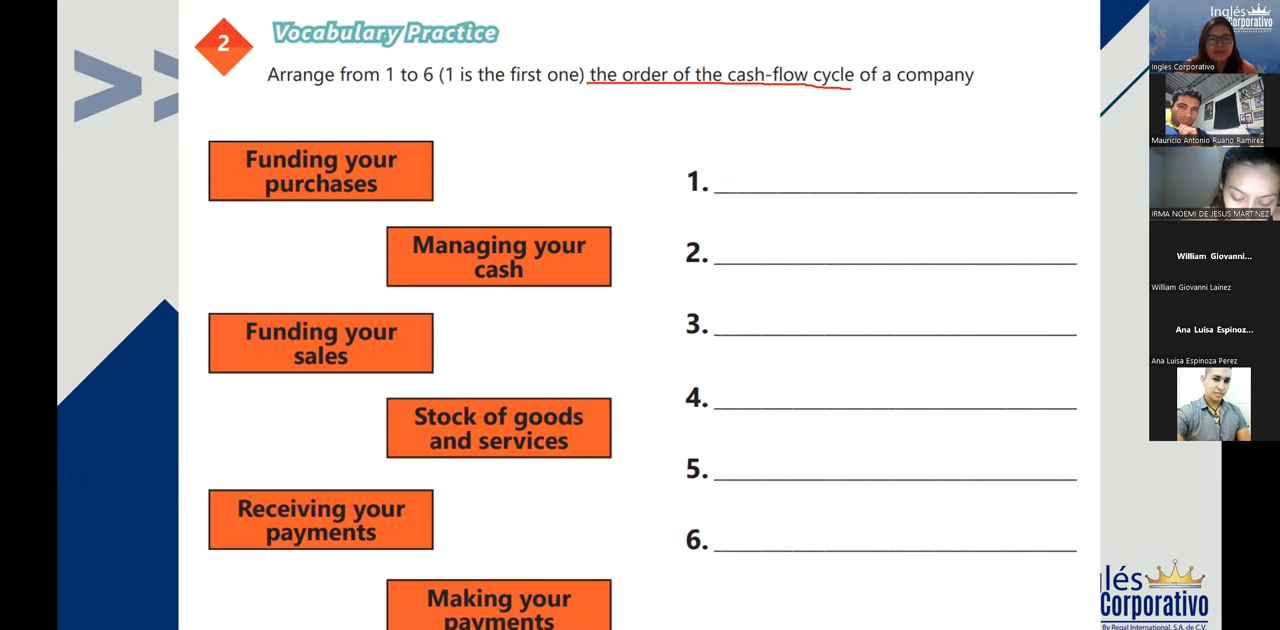 2
Vocabulary Practice
Arrange from 1 to 6 (1 is the first one) the order of the cash-flow cycle of a company
Funding your
purchases
Managing your
cash
Funding your
sales
Stock of goods
and services
Receiving your
payments
Making your
payments
1.
2.
3.
4.
5.
6.
Inglés
Corporativo
Ingles Corporativo
Mauricio Antonio Ruano Ramirez
IRMA NOEMI DE JESUS MARTINEZ
William Giovanni...
William Giovanni Lainez
Ana Luisa Espinoz...
Ana Luisa Espinoza Perez
lés
Corporativo
By Regal International, S.A. de C.V.